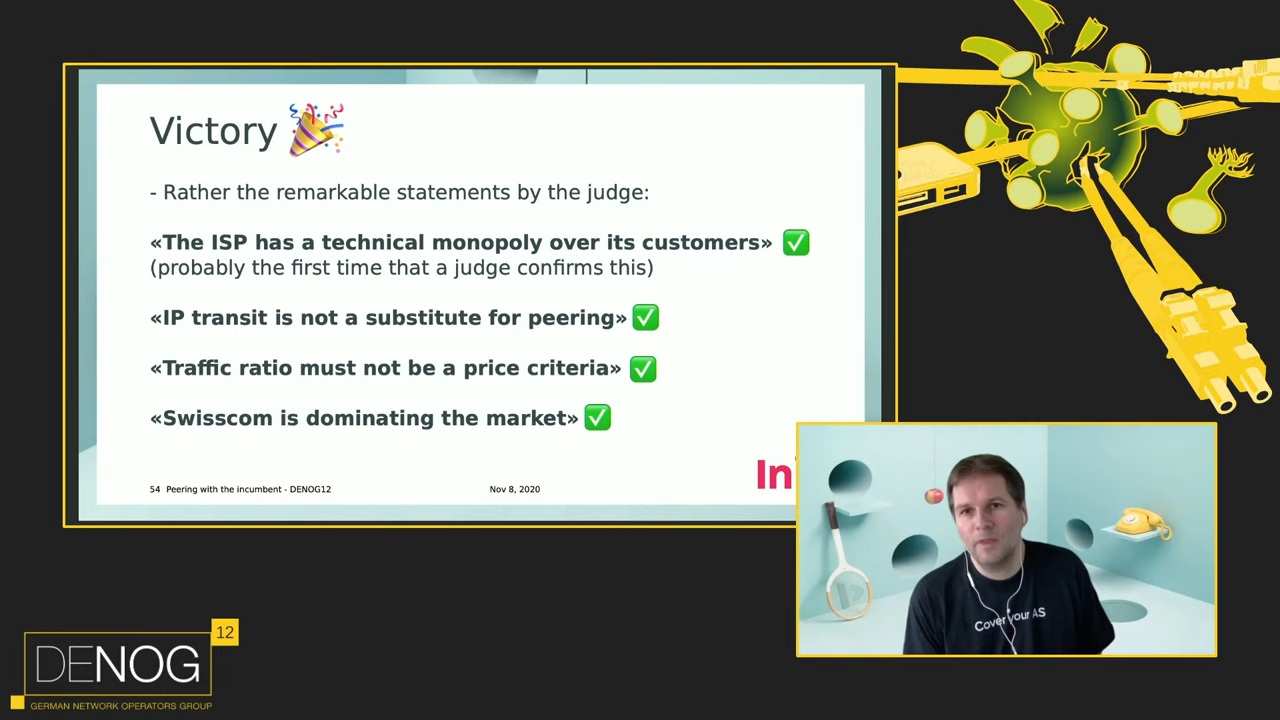 Victory 🎉
- Rather the remarkable statements by the judge:
«The ISP has a technical monopoly over its customers» ✅
(probably the first time that a judge confirms this)
«IP transit is not a substitute for peering» ✅
«Traffic ratio must not be a price criteria» ✅
«Swisscom is dominating the market» ✅
In
54 Peering with the incumbent - DENOG12
Nov 8, 2020
Cover your AS
12
DENOG
GERMAN NETWORK OPERATORS GROUP